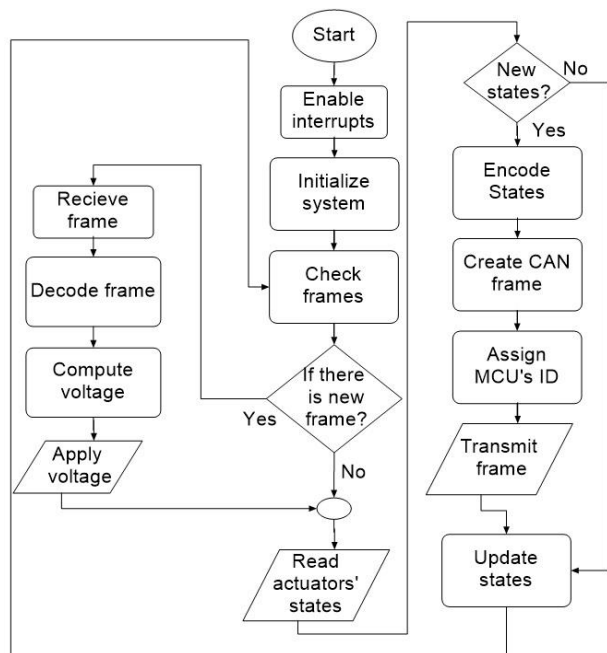 Start
Enable
interrupts
Initialize
system
Check
frames
If there
is new
frame?
Yes
No
Recieve
frame
Decode frame
Compute
voltage
Apply
voltage
Read
actuators'
states
New
states?
No
Yes
Encode
States
Create CAN
frame
Assign
MCU's ID
Transmit
frame
Update
states